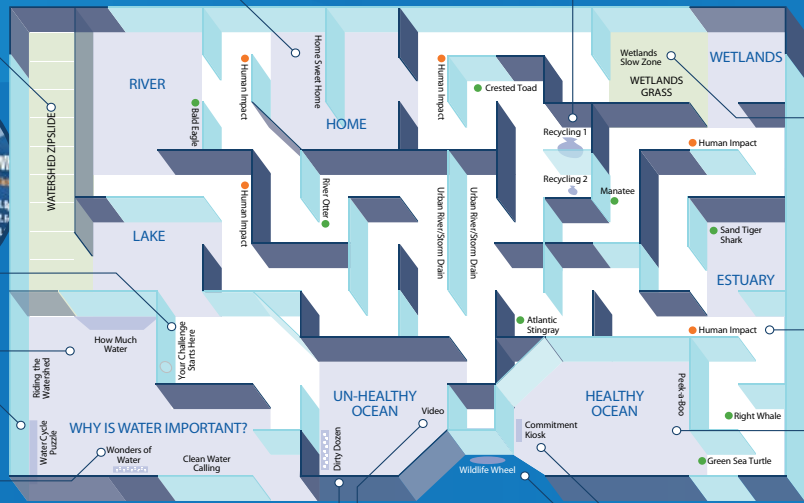 WATERSHED ZIPSLIDE
RIVER
Bald Eagle
Human Impact
Home Sweet Home
HOME
Human Impact
Crested Toad
Wetlands
Slow Zone
WETLANDS
GRASS
WETLANDS
Recycling 1
Recycling 2
Human Impact
Manatee
Human Impact
River Otter
Urban River/Storm Drain
Urban River/Storm Drain
LAKE
Sand Tiger
Shark
ESTUARY
How Much
Water
Your Challenge
Starts Here
Atlantic
Stingray
Human Impact
Riding the
Watershed
Water Cycle
Puzzle
WHY IS WATER IMPORTANT?
Wonders of
Water
Clean Water
Calling
UN-HEALTHY
OCEAN
Video
Dirty Dozen
Commitment
Kiosk
HEALTHY
OCEAN
Peek-a-Boo
Right Whale
Green Sea Turtle
Wildlife Wheel